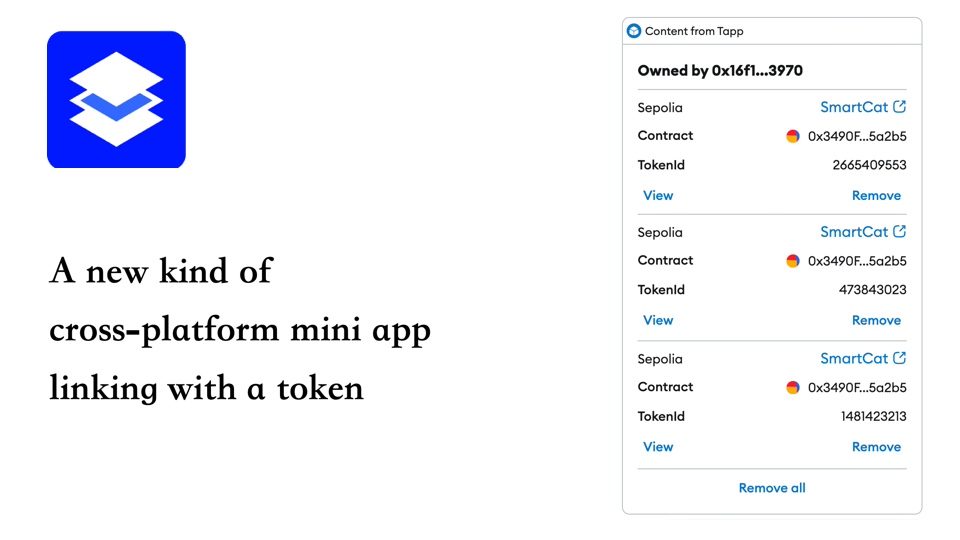 A new kind of
cross-platform mini app
linking with a token
Content from Tapp
Owned by 0x16f1...3970
Sepolia SmartCat
Contract 0x3490F...5a2b5
TokenId 2665409553
View Remove
Sepolia SmartCat
Contract 0x3490F...5a2b5
TokenId 473843023
View Remove
Sepolia SmartCat
Contract 0x3490F...5a2b5
TokenId 1481423213
View Remove
Remove all